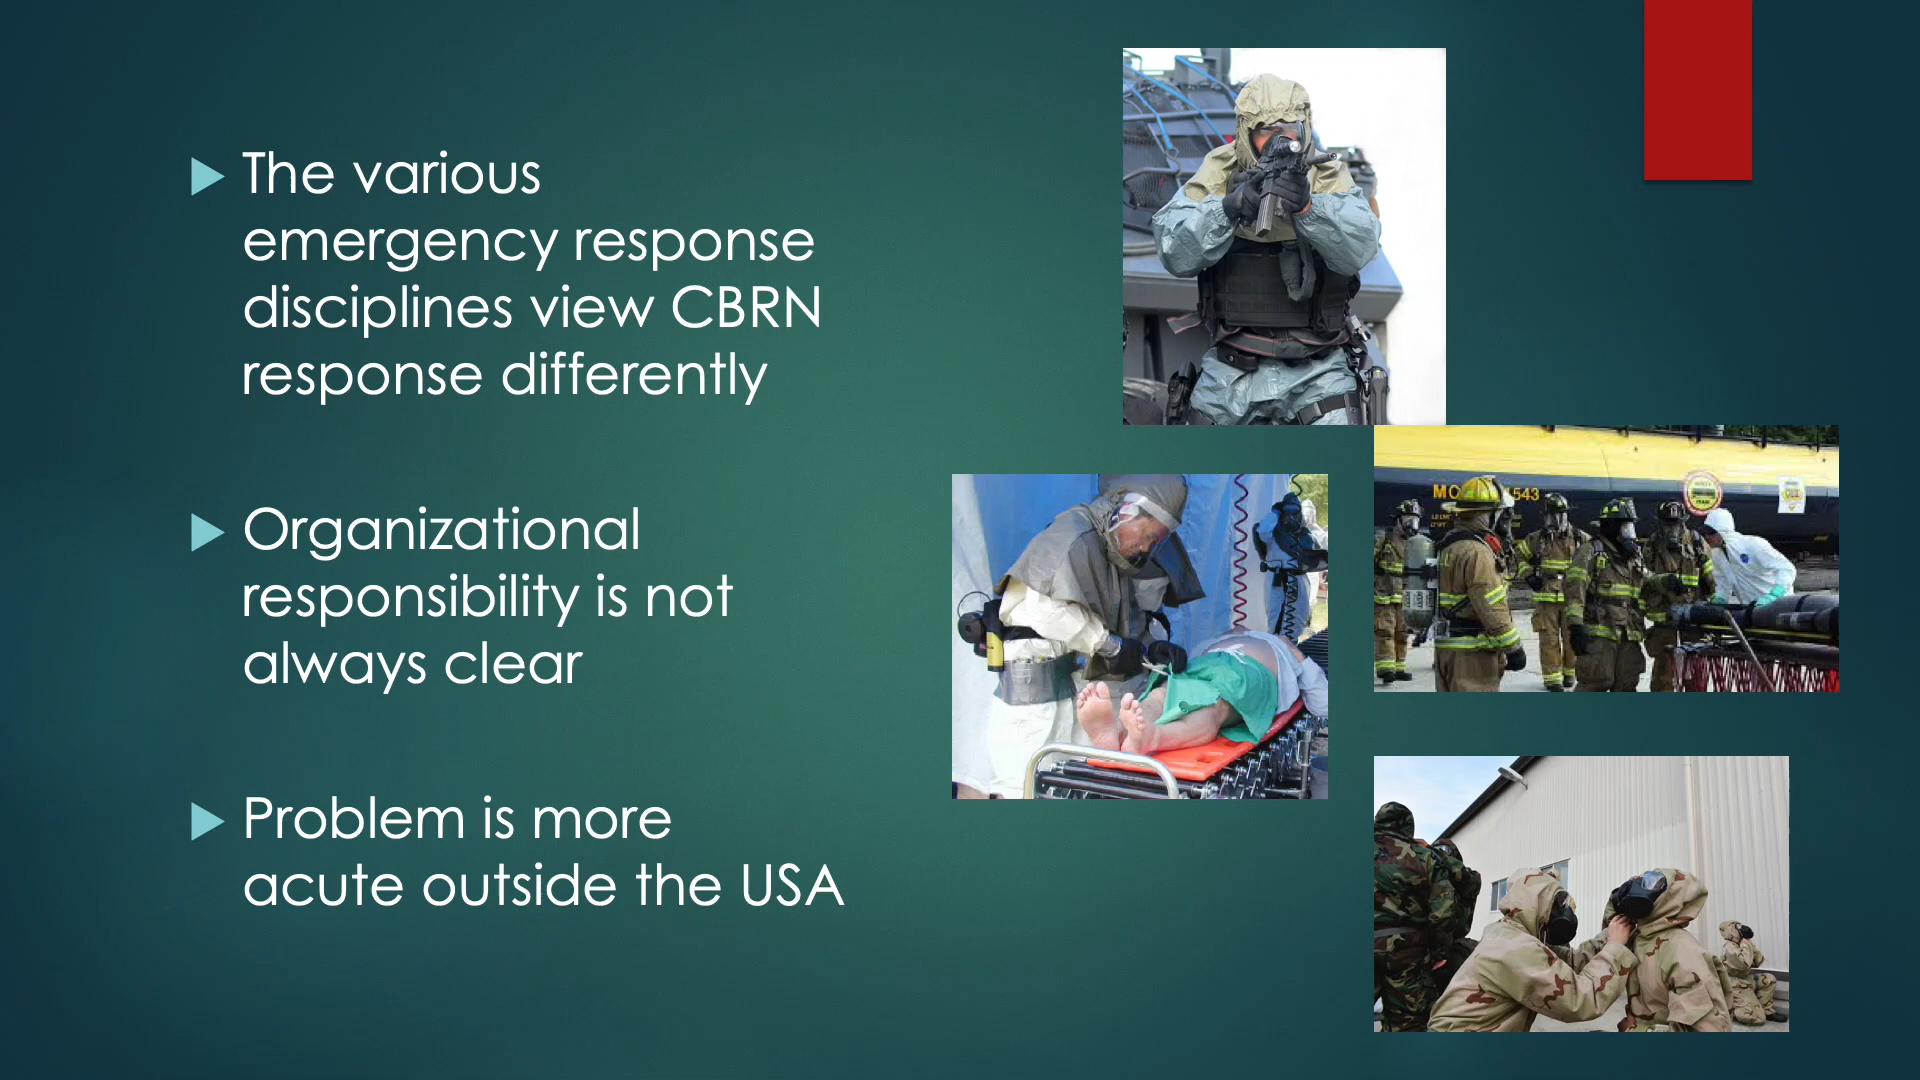 The various
emergency response
disciplines view CBRN
response differently
Organizational
responsibility is not
always clear
Problem is more
acute outside the USA
543